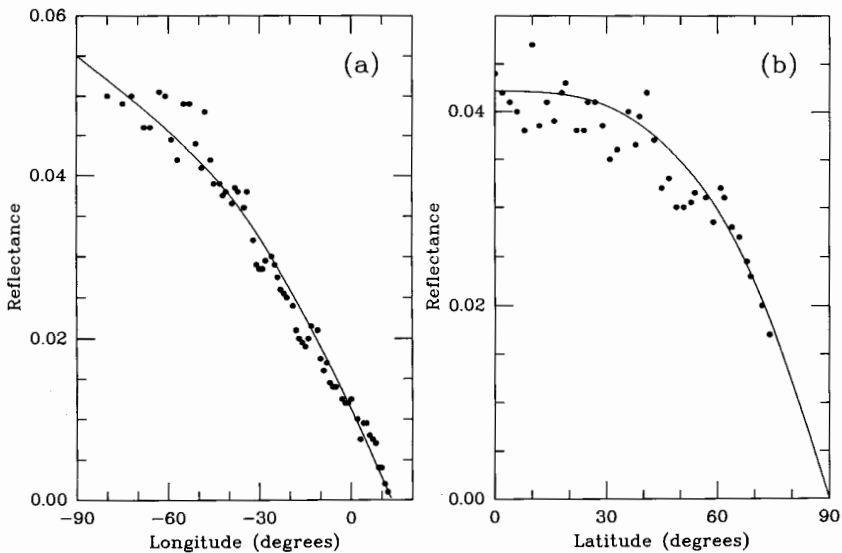 0.06
0.04
0.02
0.00
Reflectance
(a)
−90
−60
−30
0
Longitude (degrees)
0.04
0.02
0.00
Reflectance
(b)
0
30
60
90
Latitude (degrees)